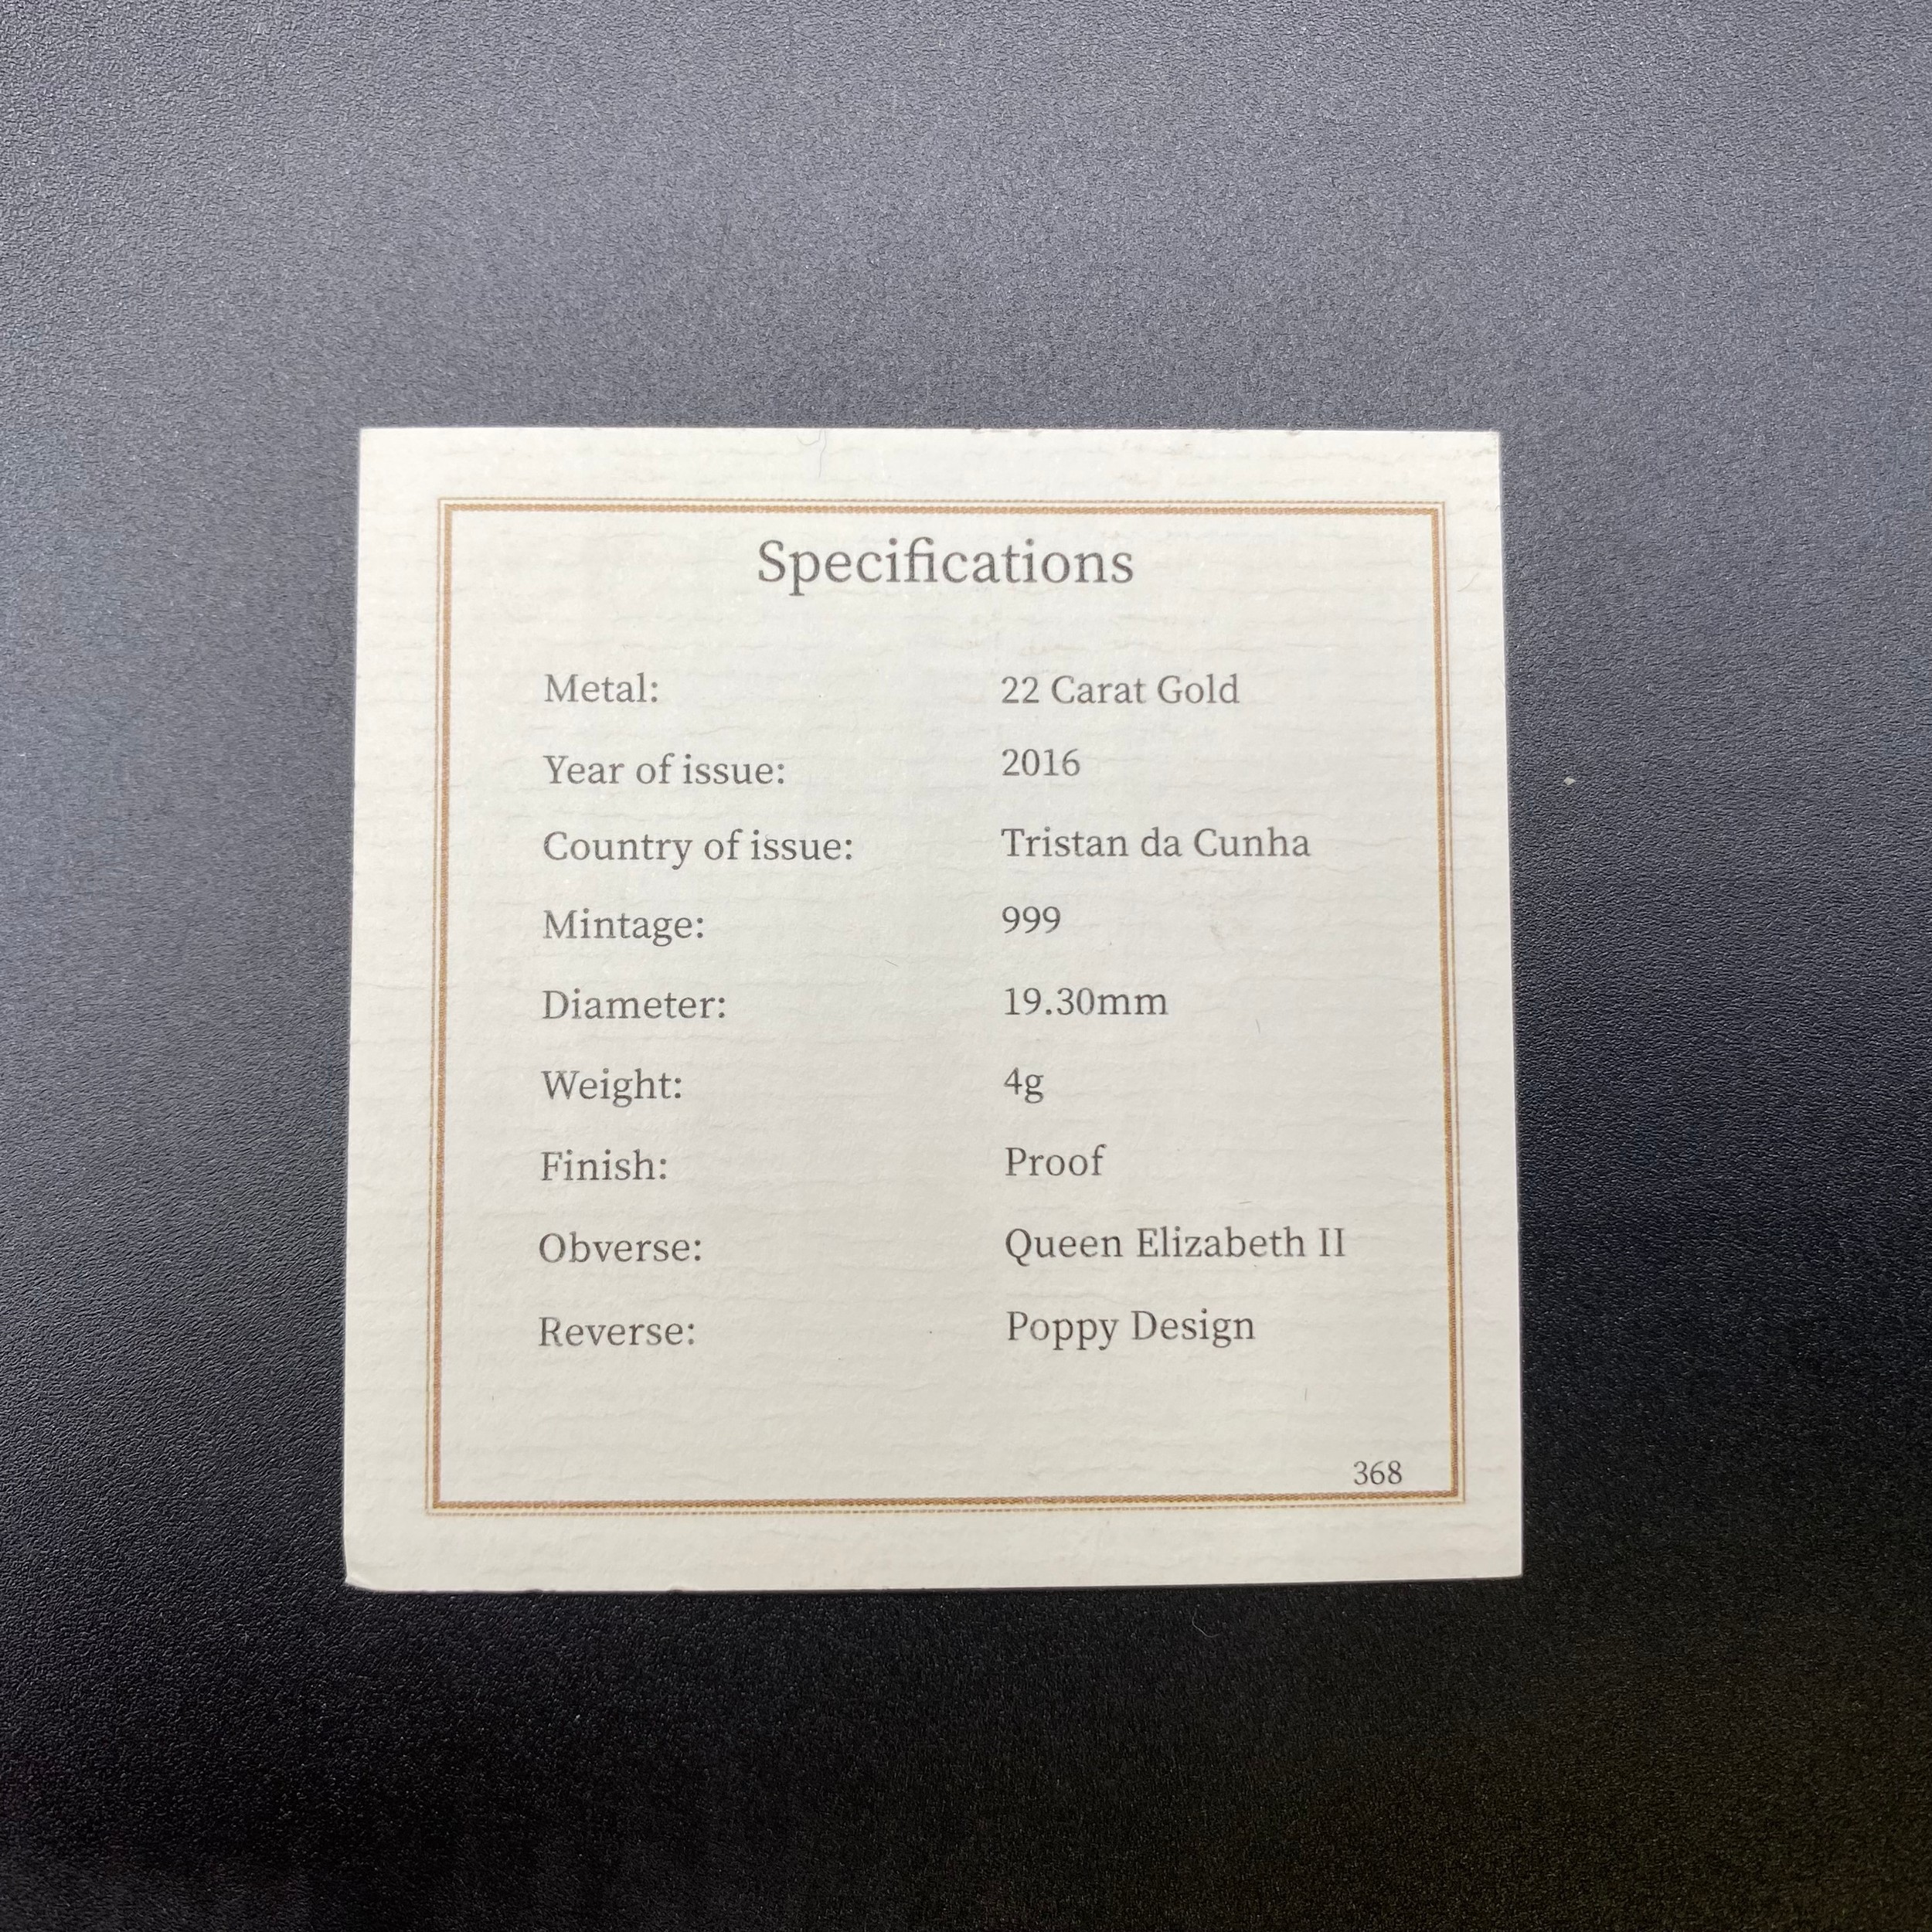 Specifications
Metal: 22 Carat Gold
Year of issue: 2016
Country of issue: Tristan da Cunha
Mintage: 999
Diameter: 19.30mm
Weight: 4g
Finish: Proof
Obverse: Queen Elizabeth II
Reverse: Poppy Design
368